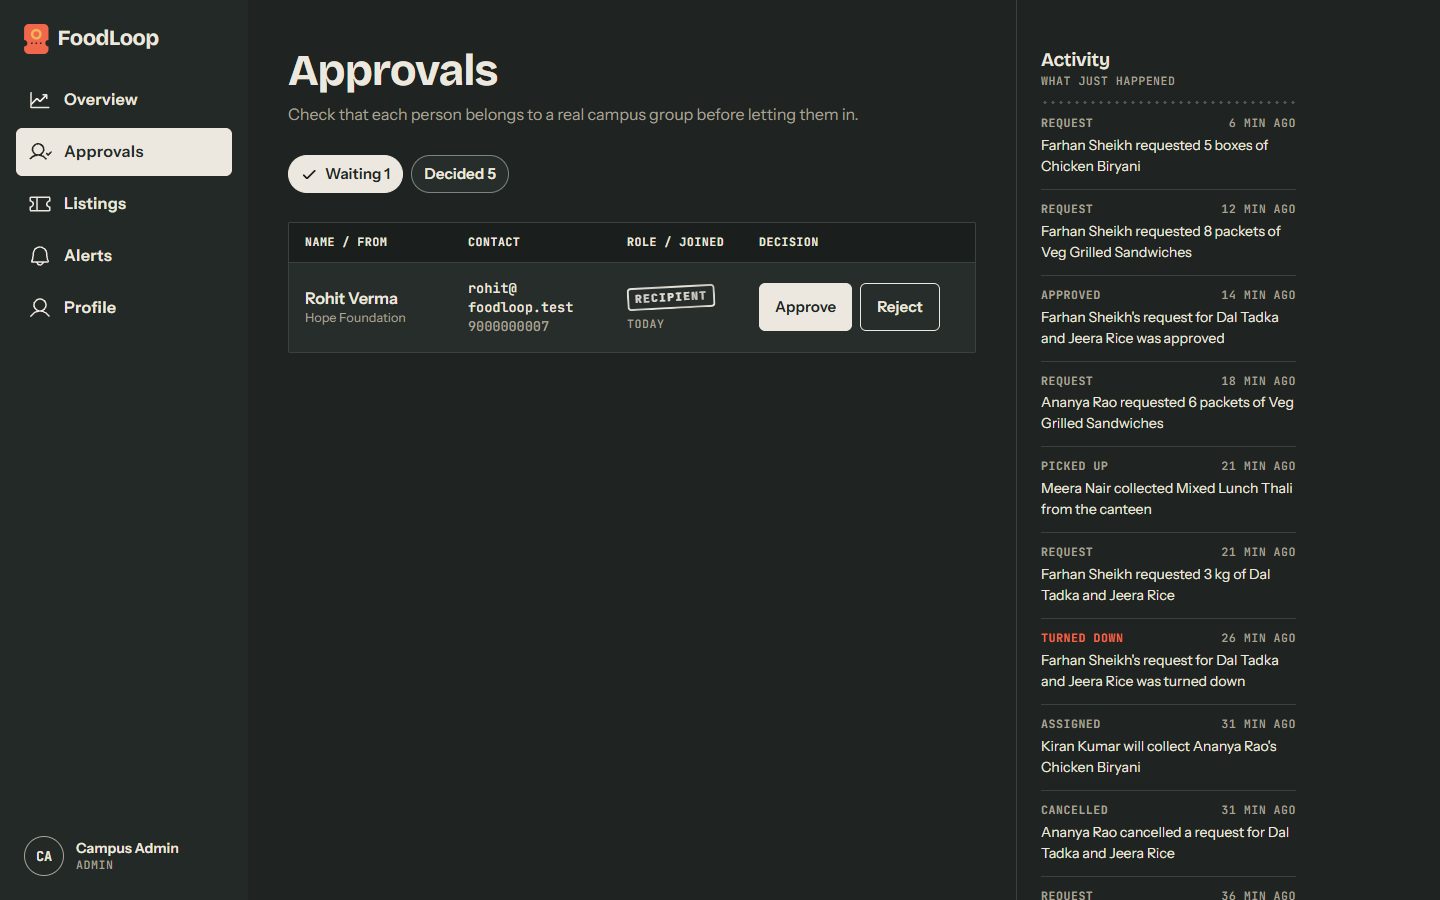 FoodLoop
Overview
Approvals
Listings
Alerts
Profile
CA
Campus Admin
ADMIN
Approvals
Check that each person belongs to a real campus group before letting them in.
Waiting 1
Decided 5
NAME / FROM
CONTACT
ROLE / JOINED
DECISION
Rohit Verma
Hope Foundation
rohit@
foodloop.test
9000000007
RECIPIENT
TODAY
Approve
Reject
Activity
WHAT JUST HAPPENED
REQUEST 6 MIN AGO
Farhan Sheikh requested 5 boxes of
Chicken Biryani
REQUEST 12 MIN AGO
Farhan Sheikh requested 8 packets of
Veg Grilled Sandwiches
APPROVED 14 MIN AGO
Farhan Sheikh's request for Dal Tadka
and Jeera Rice was approved
REQUEST 18 MIN AGO
Ananya Rao requested 6 packets of Veg
Grilled Sandwiches
PICKED UP 21 MIN AGO
Meera Nair collected Mixed Lunch Thali
from the canteen
REQUEST 21 MIN AGO
Farhan Sheikh requested 3 kg of Dal
Tadka and Jeera Rice
TURNED DOWN 26 MIN AGO
Farhan Sheikh's request for Dal Tadka
and Jeera Rice was turned down
ASSIGNED 31 MIN AGO
Kiran Kumar will collect Ananya Rao's
Chicken Biryani
CANCELLED 31 MIN AGO
Ananya Rao cancelled a request for Dal
Tadka and Jeera Rice
REQUEST 36 MIN AGO